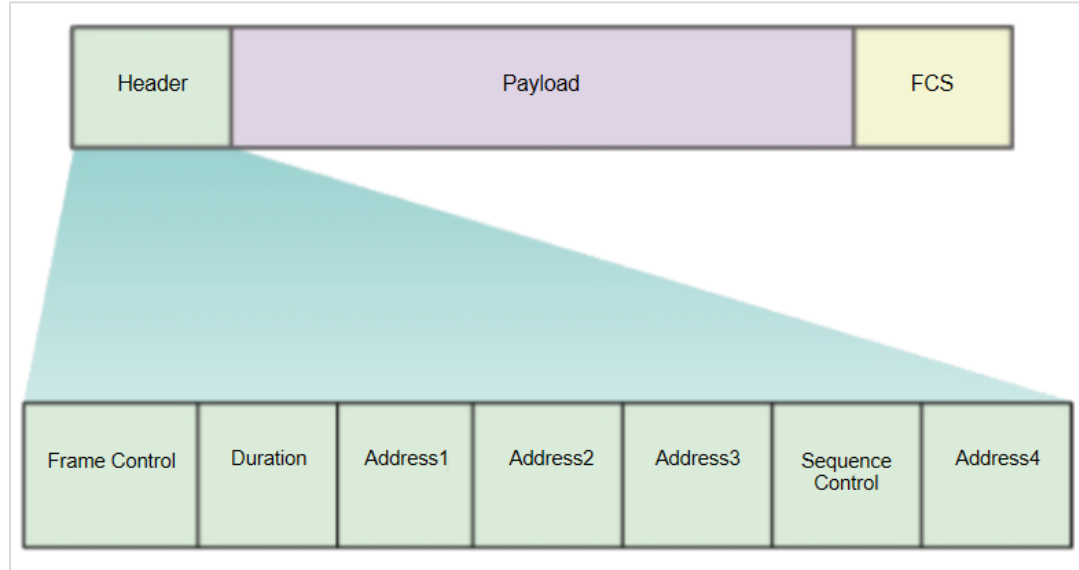 Header
Payload
FCS
Frame Control
Duration
Address1
Address2
Address3
Sequence
Control
Address4